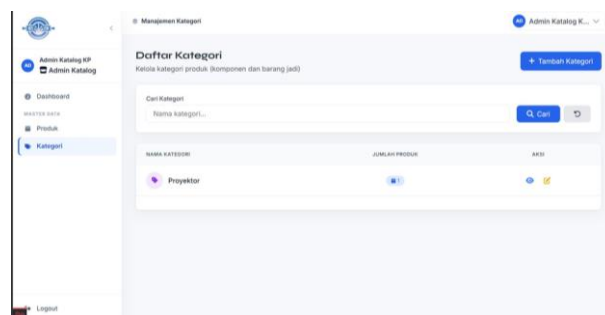 Manajemen Kategori
AD Admin Katalog K...
AD Admin Katalog KP
Admin Katalog
Daftar Kategori
Kelola kategori produk (komponen dan barang jadi)
+ Tambah Kategori
Dashboard
MASTER DATA
Produk
Kategori
Cari Kategori
Nama kategori...
Cari
NAMA KATEGORI JUMLAH PRODUK AKSI
Proyektor 1
Logout